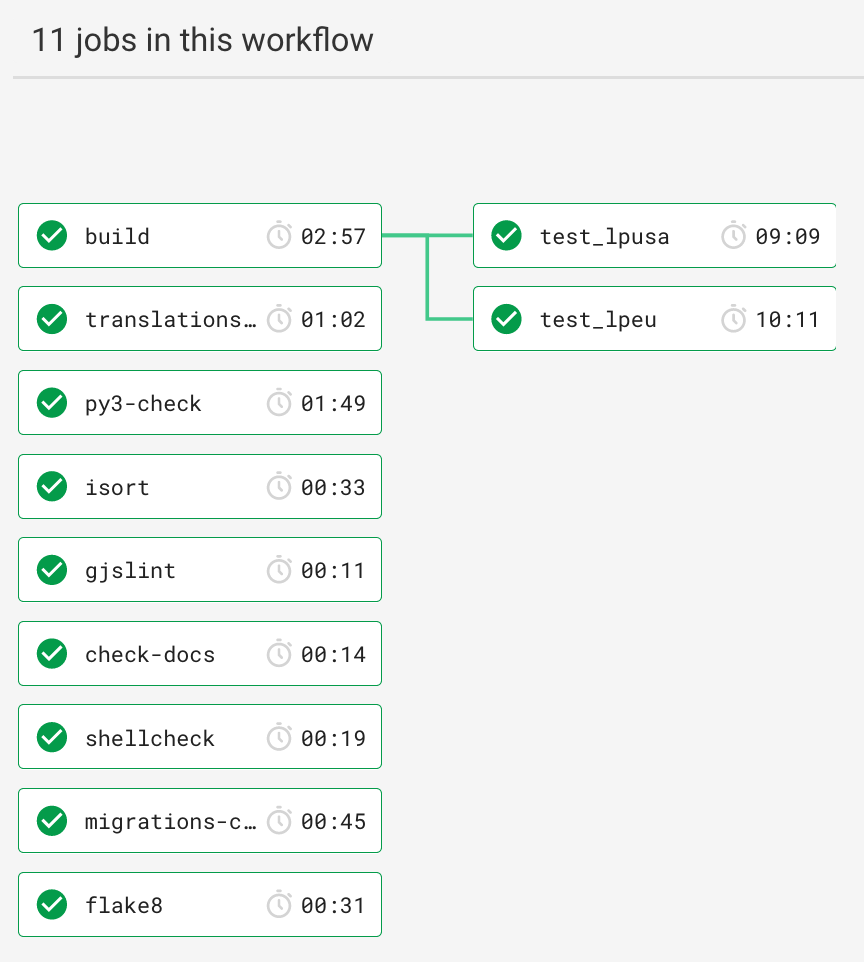 11 jobs in this workflow
build 02:57
test_lpusa 09:09
translations… 01:02
test_lpeu 10:11
py3-check 01:49
isort 00:33
gjslint 00:11
check-docs 00:14
shellcheck 00:19
migrations-c… 00:45
flake8 00:31